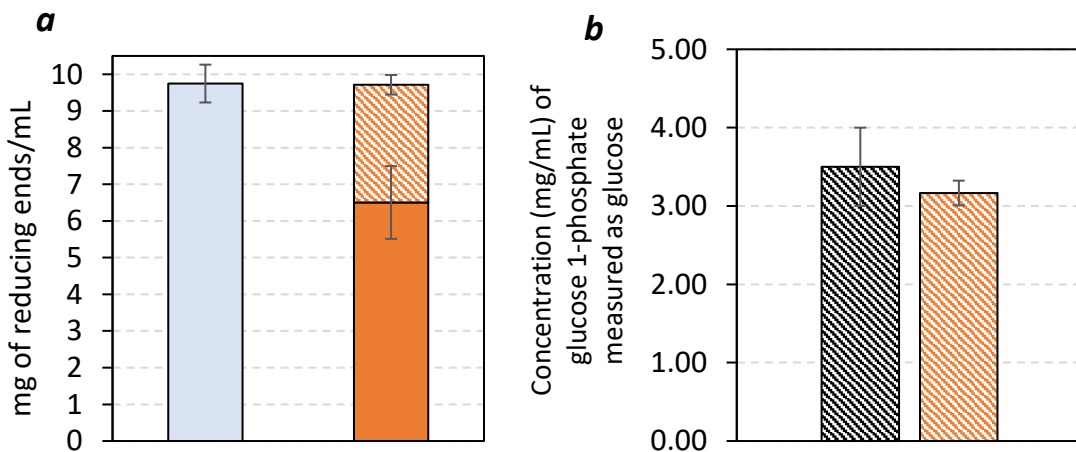 a
mg of reducing ends/mL
10
9
8
7
6
5
4
3
2
1
0
b
Concentration (mg/mL) of
glucose 1-phosphate
measured as glucose
5.00
4.00
3.00
2.00
1.00
0.00